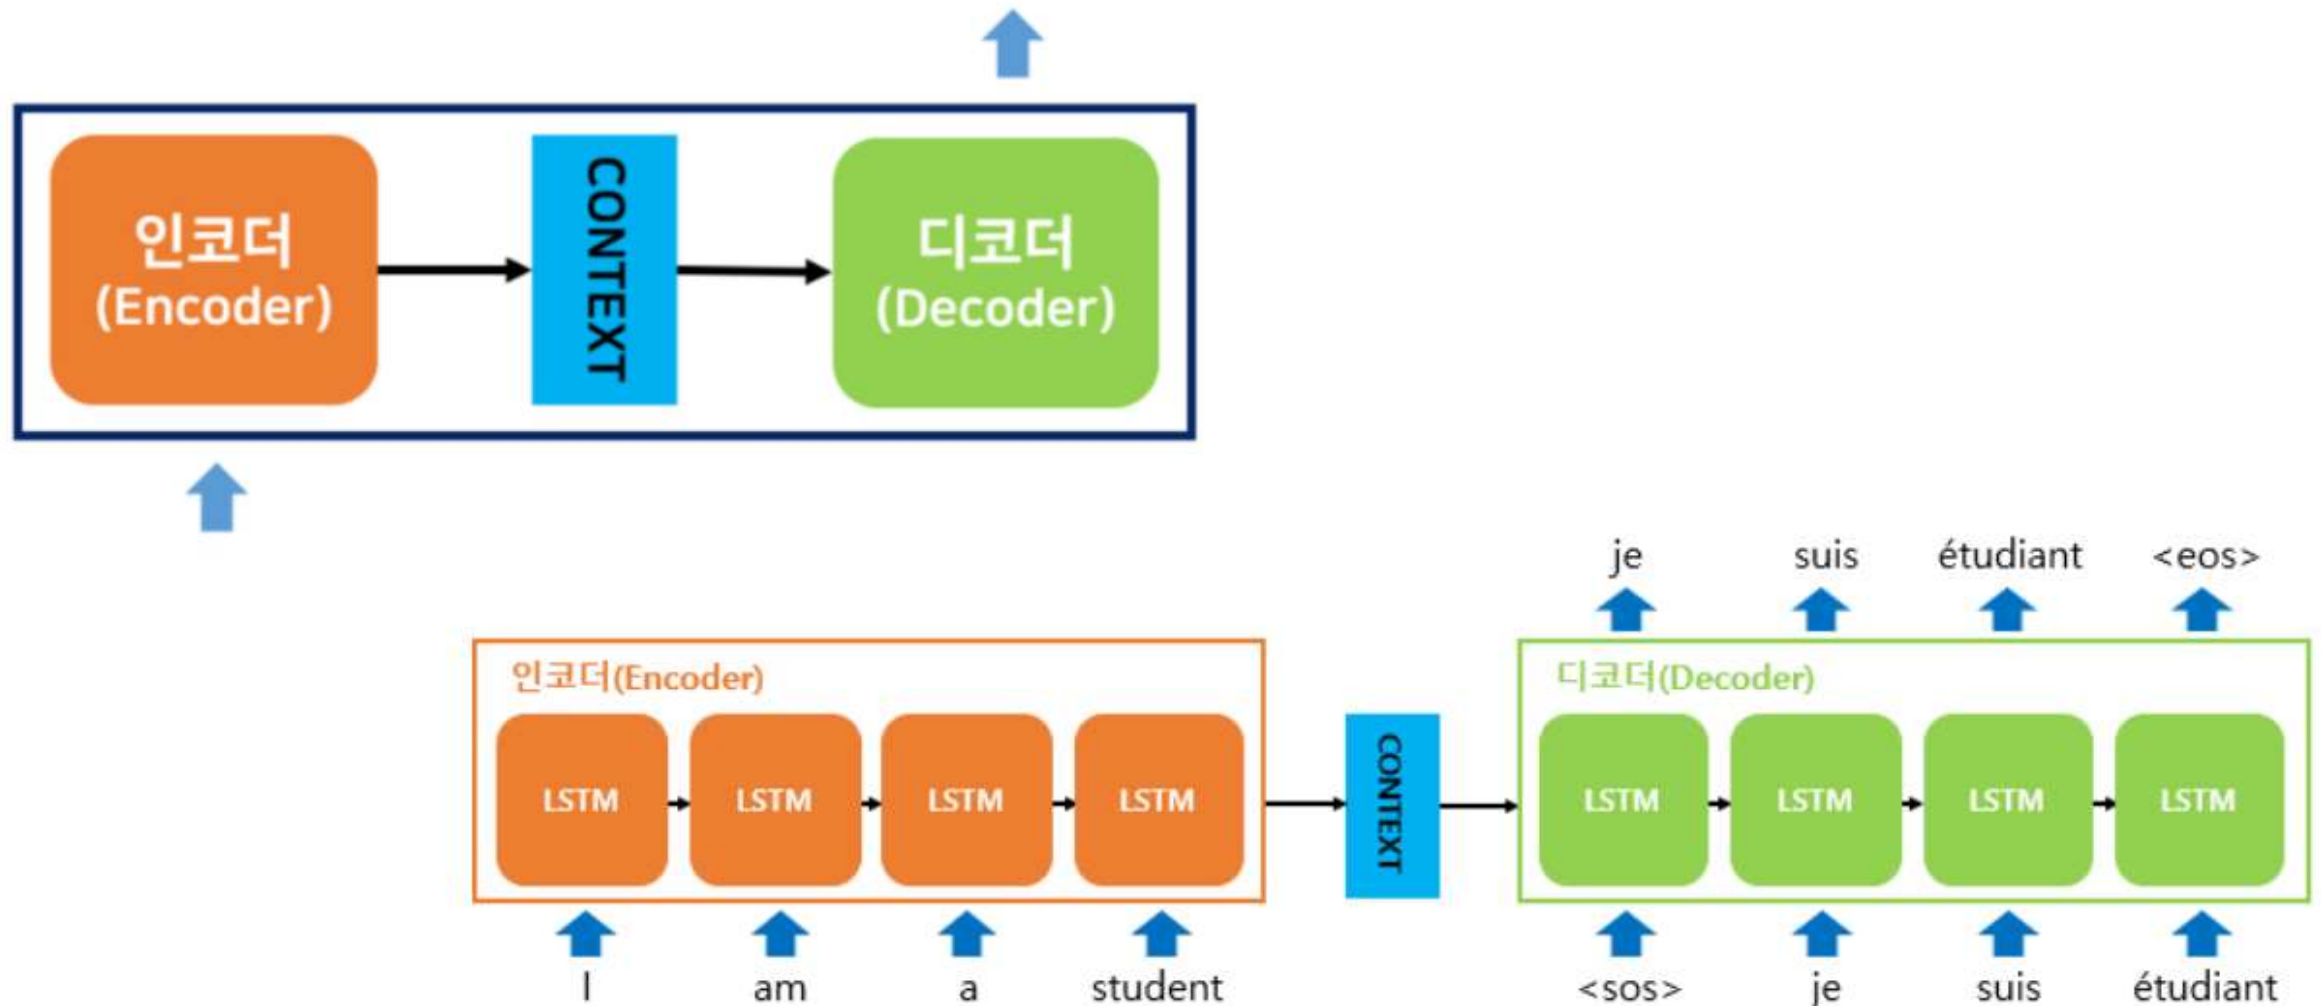 인코더
(Encoder)
CONTEXT
디코더
(Decoder)
je suis étudiant <eos>
인코더(Encoder)
LSTM LSTM LSTM LSTM
CONTEXT
디코더(Decoder)
LSTM LSTM LSTM LSTM
I am a student
<sos> je suis étudiant